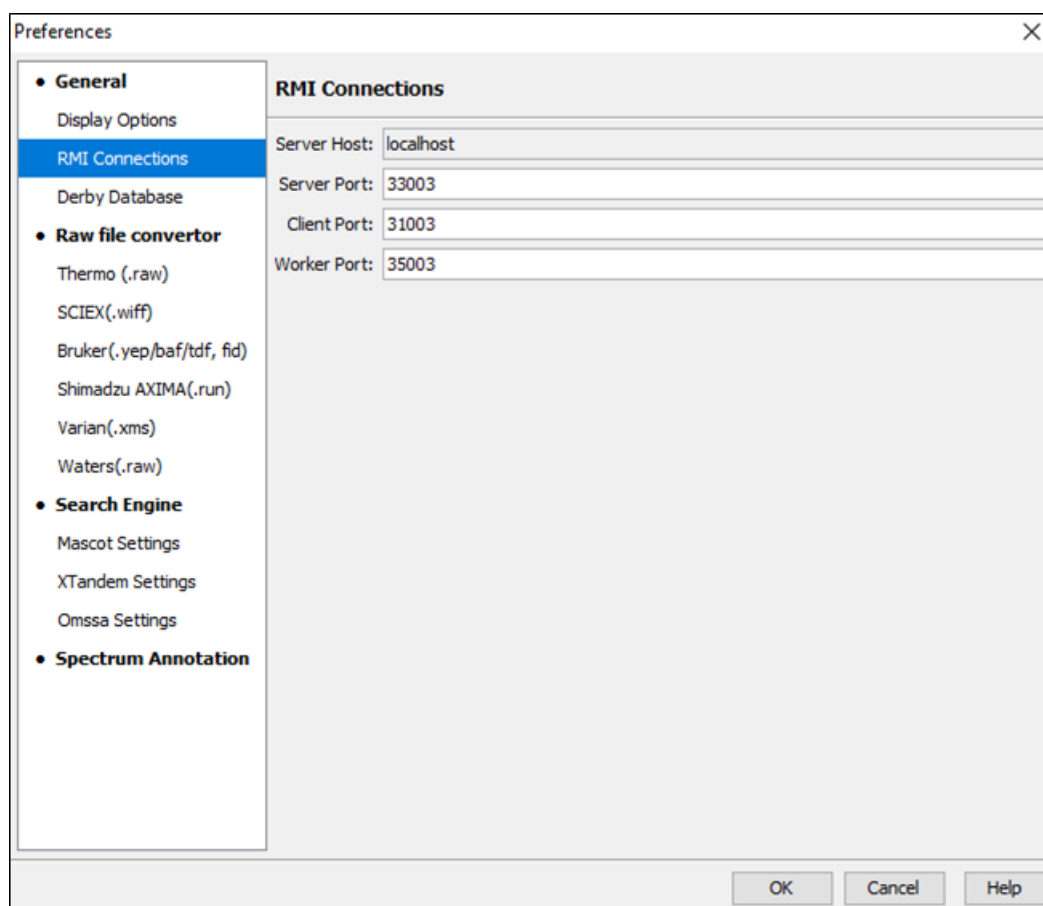 Preferences
• General
Display Options
RMI Connections
Derby Database
• Raw file convertor
Thermo (.raw)
SCIEX(.wiff)
Bruker(.yep/baf/tdf, fid)
Shimadzu AXIMA(.run)
Varian(.xms)
Waters(.raw)
• Search Engine
Mascot Settings
XTandem Settings
Omssa Settings
• Spectrum Annotation
RMI Connections
Server Host: localhost
Server Port: 33003
Client Port: 31003
Worker Port: 35003
OK Cancel Help